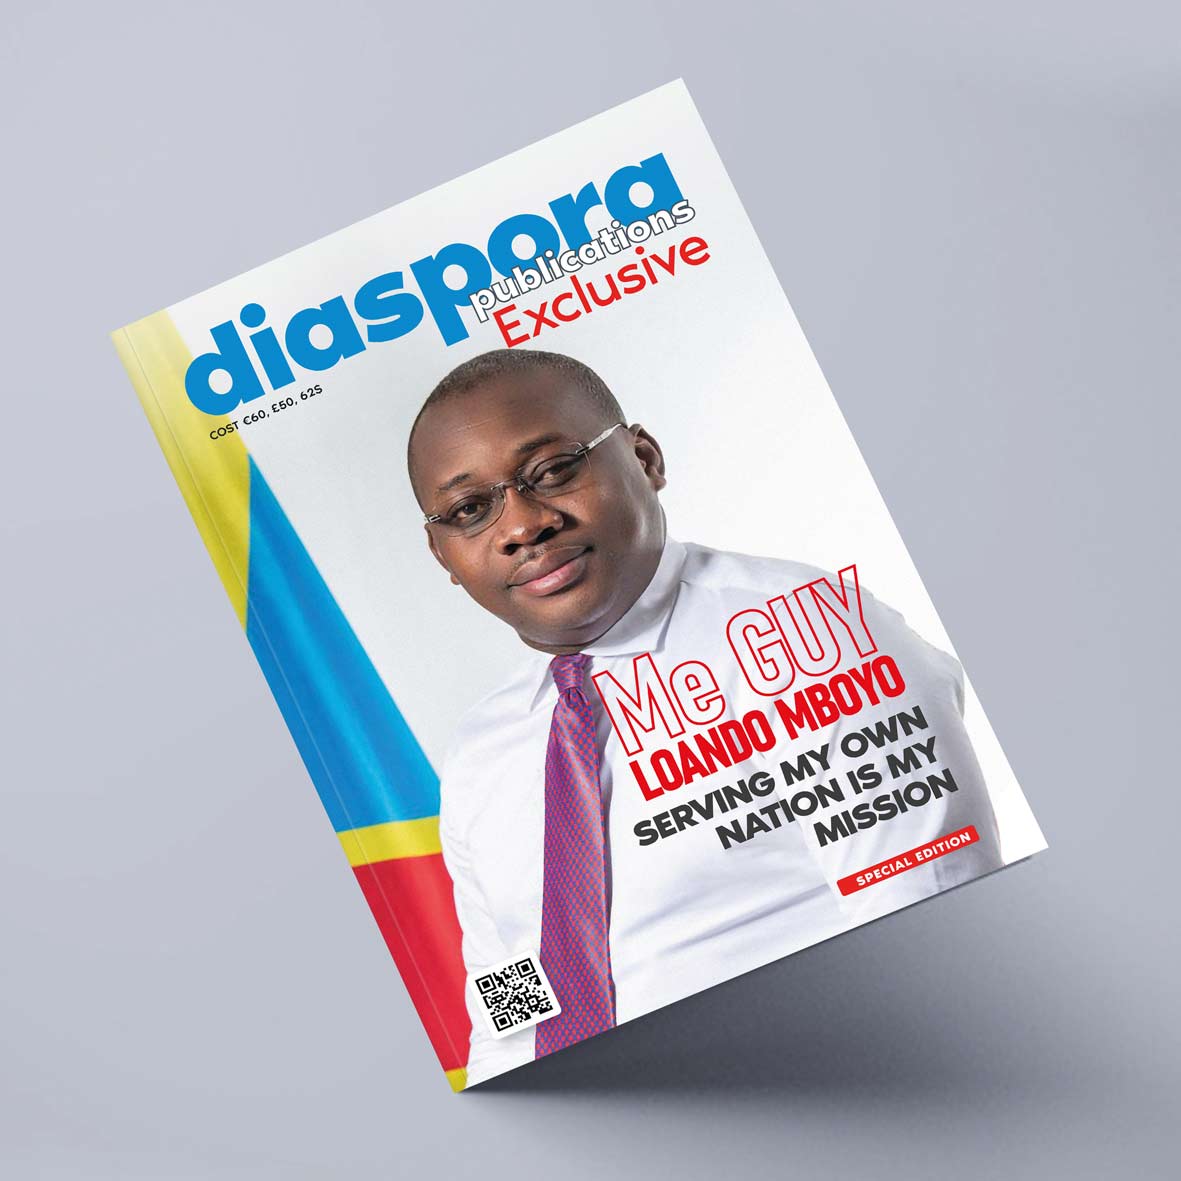 diaspora
publications
Exclusive
COST €60, £50, 62$
Me GUY
LOANDO MBOYO
SERVING MY OWN
NATION IS MY
MISSION
SPECIAL EDITION